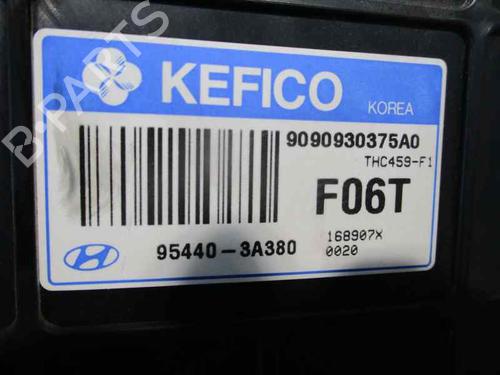 KEFICO
KOREA
9090930375A0
THC459-F1
F06T
95440-3A380
168907X
0020
B-PARTS